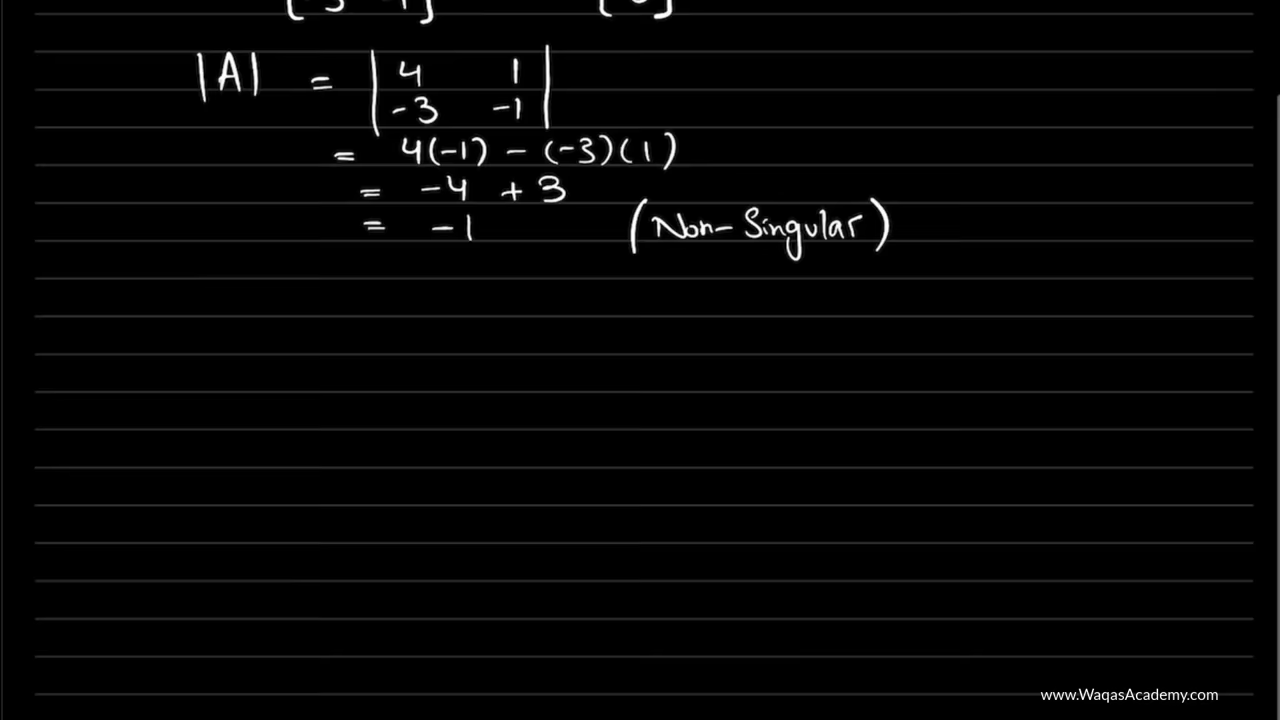 |A| = | 4 1 |
| -3 -1 |
= 4(-1) - (-3)(1)
= -4 + 3
= -1 (Non-Singular)
www.WaqasAcademy.com